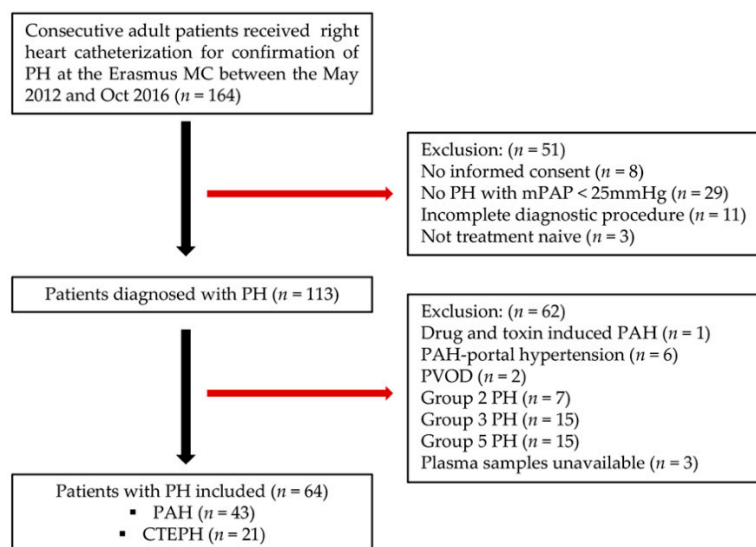 Consecutive adult patients received right
heart catheterization for confirmation of
PH at the Erasmus MC between the May
2012 and Oct 2016 (n = 164)
Exclusion: (n = 51)
No informed consent (n = 8)
No PH with mPAP < 25mmHg (n = 29)
Incomplete diagnostic procedure (n = 11)
Not treatment naive (n = 3)
Patients diagnosed with PH (n = 113)
Exclusion: (n = 62)
Drug and toxin induced PAH (n = 1)
PAH-portal hypertension (n = 6)
PVOD (n = 2)
Group 2 PH (n = 7)
Group 3 PH (n = 15)
Group 5 PH (n = 15)
Plasma samples unavailable (n = 3)
Patients with PH included (n = 64)
▪ PAH (n = 43)
▪ CTEPH (n = 21)